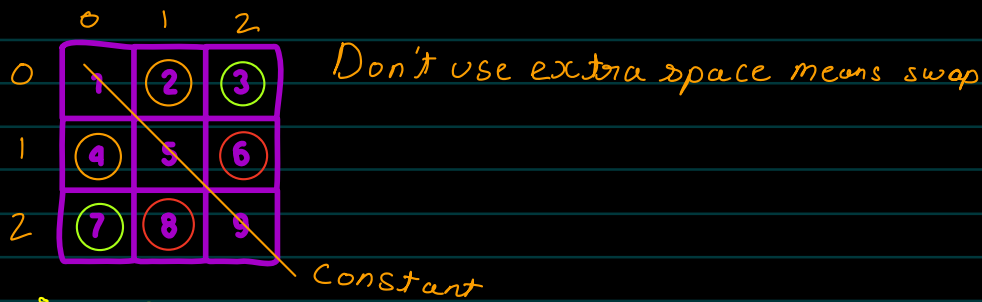 0 1 2
0 1 2 3 Don't use extra space means swap
1 4 5 6
2 7 8 9
Constant